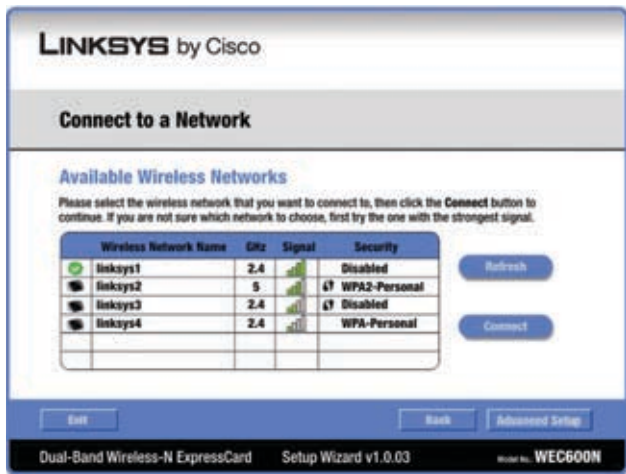 LINKSYS by Cisco
Connect to a Network
Available Wireless Networks
Please select the wireless network that you want to connect to, then click the Connect button to
continue. If you are not sure which network to choose, first try the one with the strongest signal.
Wireless Network Name GHz Signal Security
linksys1 2.4 Disabled
linksys2 5 WPA2-Personal
linksys3 2.4 Disabled
linksys4 2.4 WPA-Personal
Refresh
Connect
Exit Back Advanced Setup
Dual-Band Wireless-N ExpressCard Setup Wizard v1.0.03 Model No. WEC600N